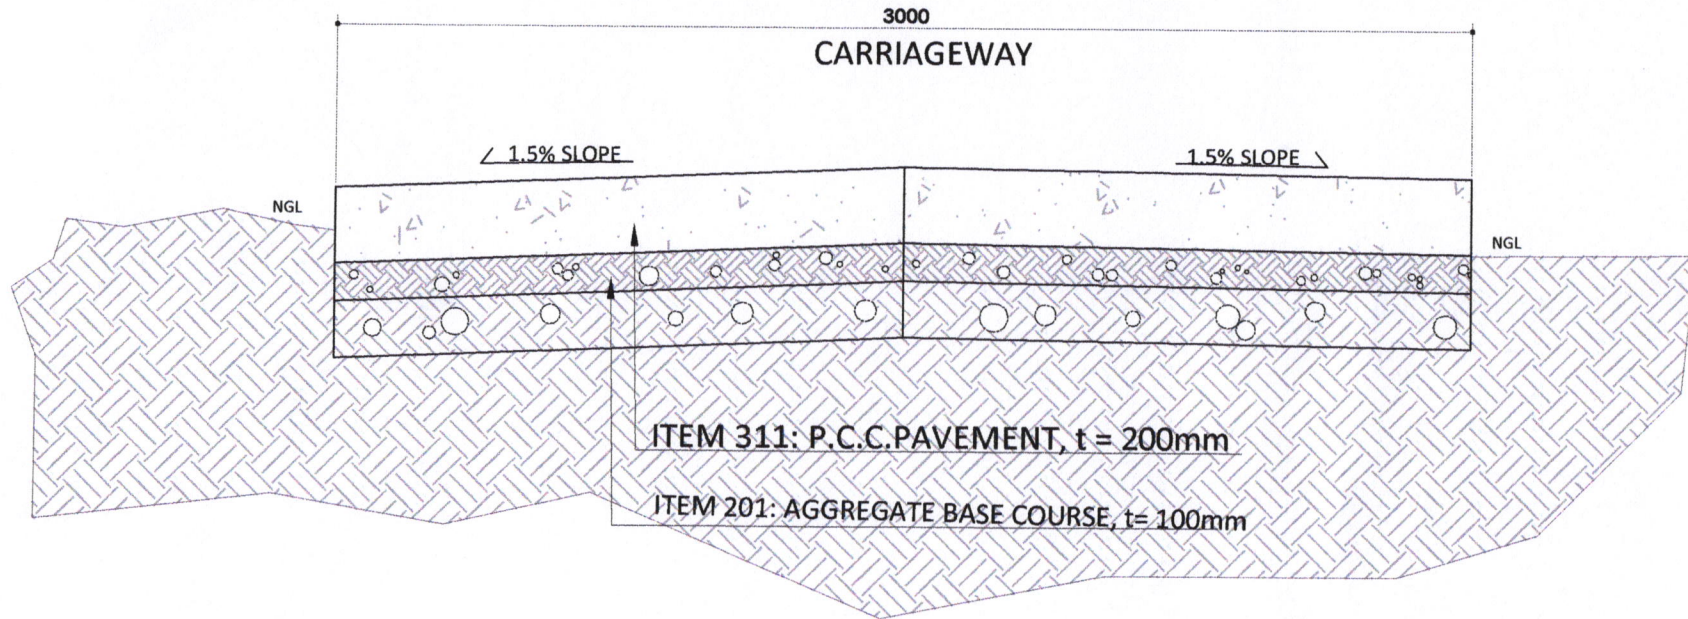 3000
CARRIAGEWAY
1.5% SLOPE
1.5% SLOPE
NGL
NGL
ITEM 311: P.C.C.PAVEMENT, t = 200mm
ITEM 201: AGGREGATE BASE COURSE, t= 100mm